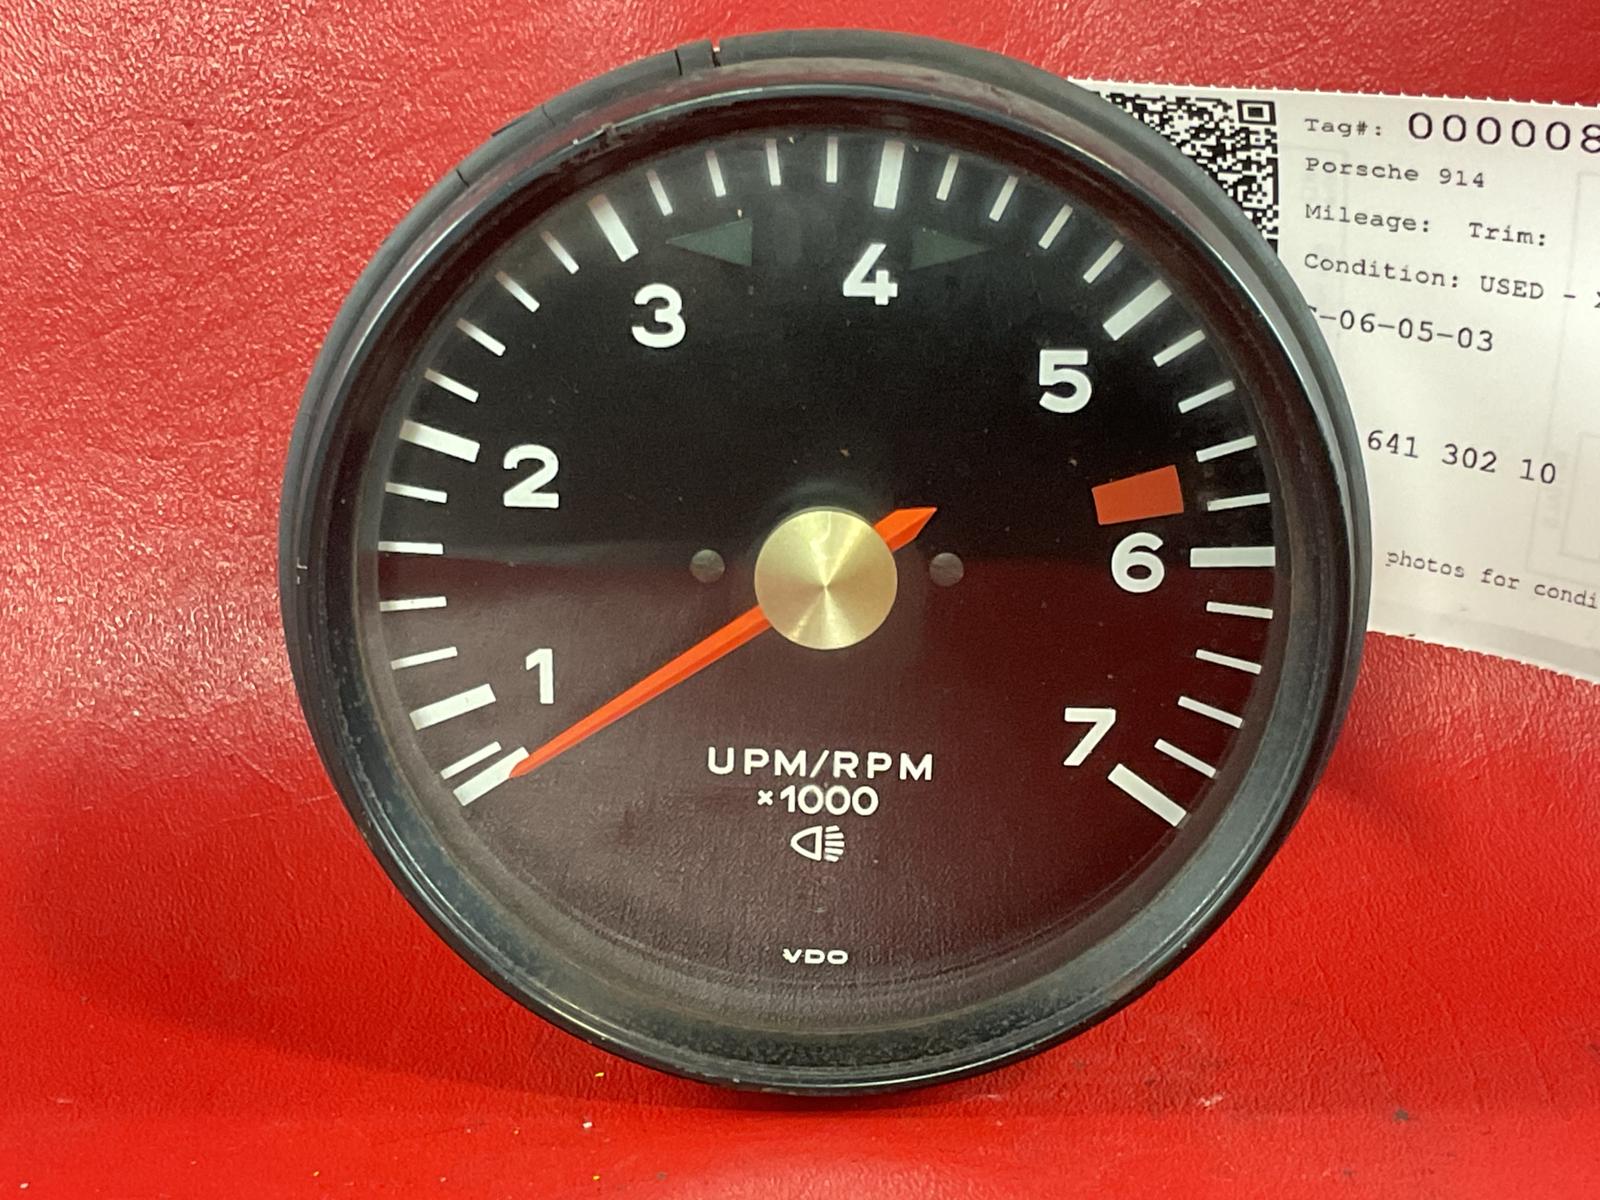 1
2
3
4
5
6
7
UPM/RPM
×1000
VDO
Tag#: 000008
Porsche 914
Mileage: Trim:
Condition: USED -
-06-05-03
641 302 10
photos for condi